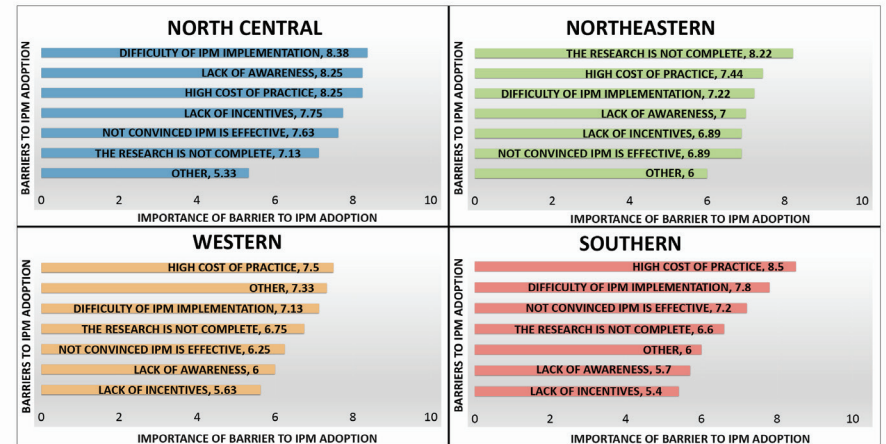 NORTH CENTRAL
BARRIERS TO IPM ADOPTION
DIFFICULTY OF IPM IMPLEMENTATION, 8.38
LACK OF AWARENESS, 8.25
HIGH COST OF PRACTICE, 8.25
LACK OF INCENTIVES, 7.75
NOT CONVINCED IPM IS EFFECTIVE, 7.63
THE RESEARCH IS NOT COMPLETE, 7.13
OTHER, 5.33
0 2 4 6 8 10
IMPORTANCE OF BARRIER TO IPM ADOPTION
NORTHEASTERN
BARRIERS TO IPM ADOPTION
THE RESEARCH IS NOT COMPLETE, 8.22
HIGH COST OF PRACTICE, 7.44
DIFFICULTY OF IPM IMPLEMENTATION, 7.22
LACK OF AWARENESS, 7
LACK OF INCENTIVES, 6.89
NOT CONVINCED IPM IS EFFECTIVE, 6.89
OTHER, 6
0 2 4 6 8 10
IMPORTANCE OF BARRIER TO IPM ADOPTION
WESTERN
BARRIERS TO IPM ADOPTION
HIGH COST OF PRACTICE, 7.5
OTHER, 7.33
DIFFICULTY OF IPM IMPLEMENTATION, 7.13
THE RESEARCH IS NOT COMPLETE, 6.75
NOT CONVINCED IPM IS EFFECTIVE, 6.25
LACK OF AWARENESS, 6
LACK OF INCENTIVES, 5.63
0 2 4 6 8 10
IMPORTANCE OF BARRIER TO IPM ADOPTION
SOUTHERN
BARRIERS TO IPM ADOPTION
HIGH COST OF PRACTICE, 8.5
DIFFICULTY OF IPM IMPLEMENTATION, 7.8
NOT CONVINCED IPM IS EFFECTIVE, 7.2
THE RESEARCH IS NOT COMPLETE, 6.6
OTHER, 6
LACK OF AWARENESS, 5.7
LACK OF INCENTIVES, 5.4
0 2 4 6 8 10
IMPORTANCE OF BARRIER TO IPM ADOPTION